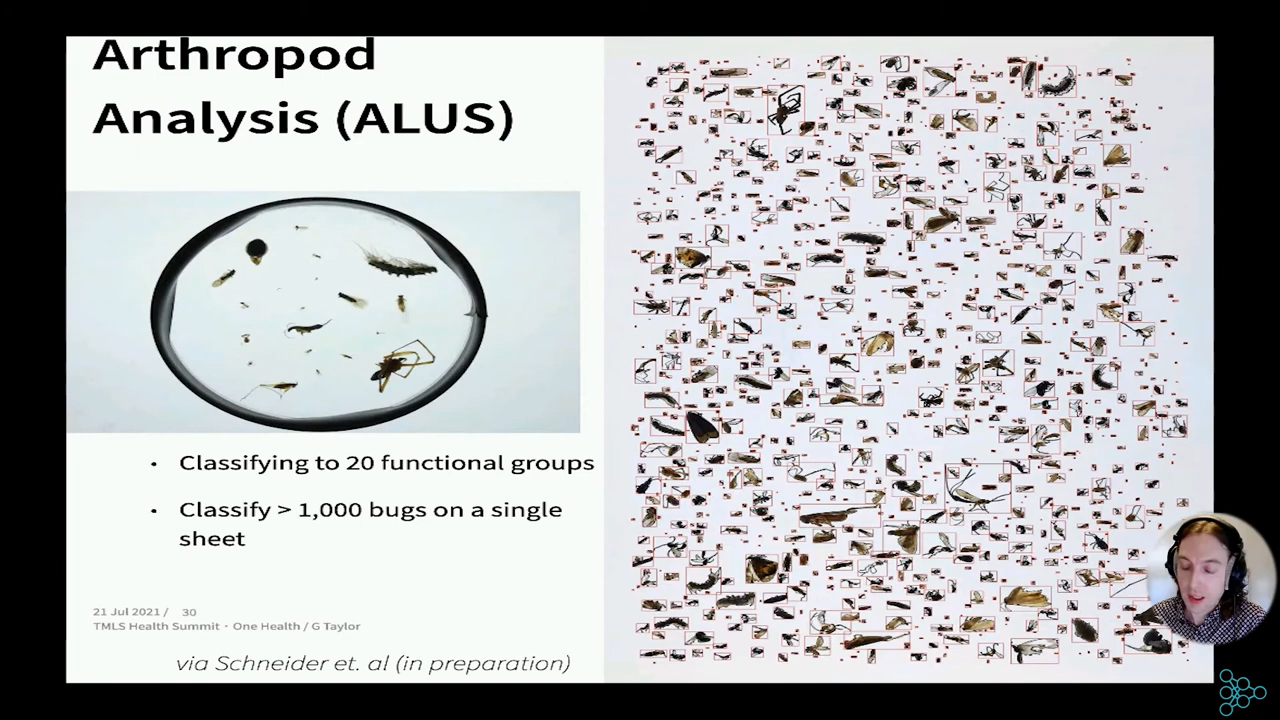 Arthropod
Analysis (ALUS)
• Classifying to 20 functional groups
• Classify > 1,000 bugs on a single
sheet
21 Jul 2021 / 30
TMLS Health Summit · One Health / G Taylor
via Schneider et. al (in preparation)